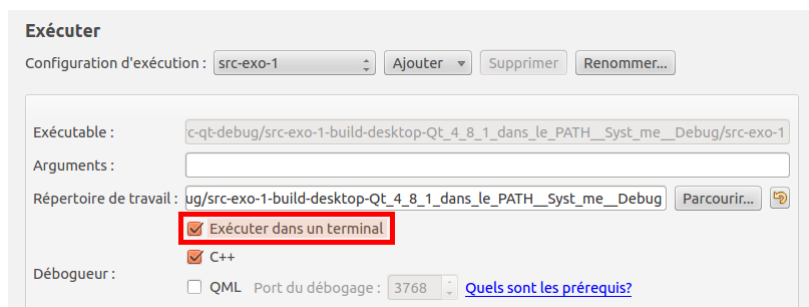 Exécuter
Configuration d'exécution : src-exo-1 Ajouter Supprimer Renommer...
Exécutable : r-qt-debug/src-exo-1-build-desktop-Qt_4_8_1_dans_le_PATH__Syst_me__Debug/src-exo-1
Arguments :
Répertoire de travail : ug/src-exo-1-build-desktop-Qt_4_8_1_dans_le_PATH__Syst_me__Debug Parcourir...
Exécuter dans un terminal
C++
Débogueur :
QML Port du débogage : 3768 Quels sont les prérequis?